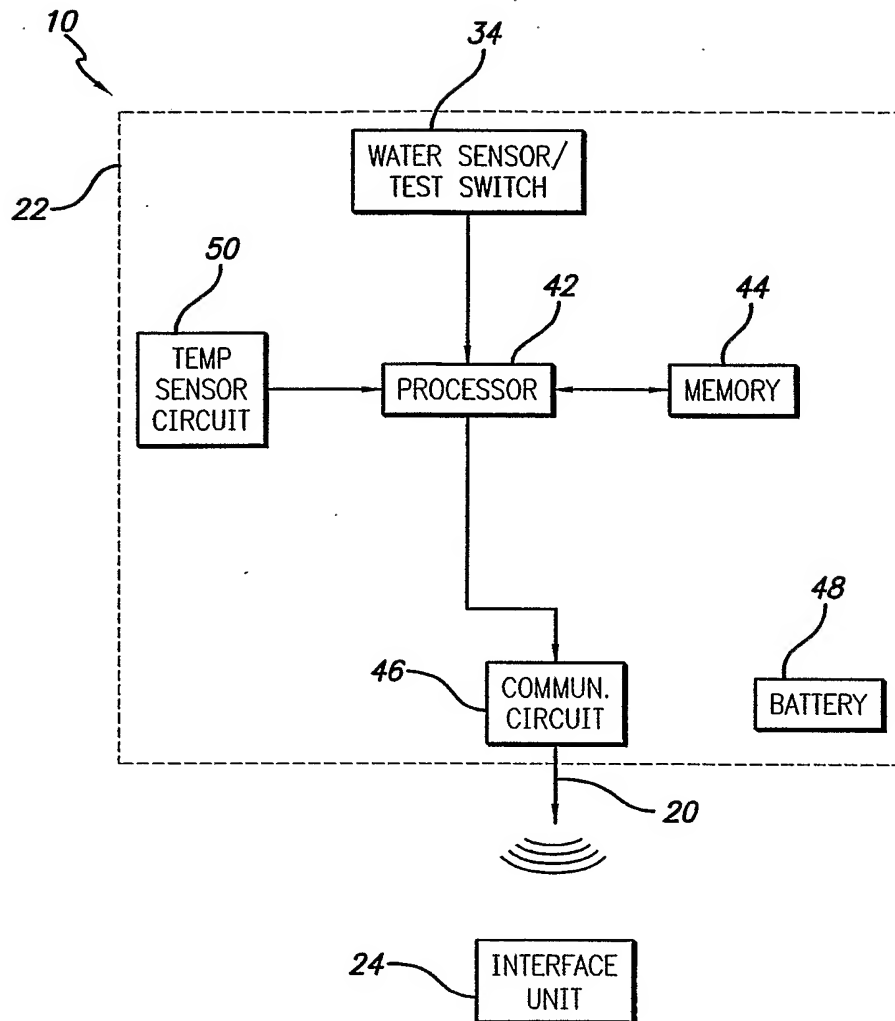 10
34
WATER SENSOR/
TEST SWITCH
22
50
42
44
TEMP
SENSOR
CIRCUIT
PROCESSOR
MEMORY
48
46
COMMUN.
CIRCUIT
BATTERY
20
24
INTERFACE
UNIT